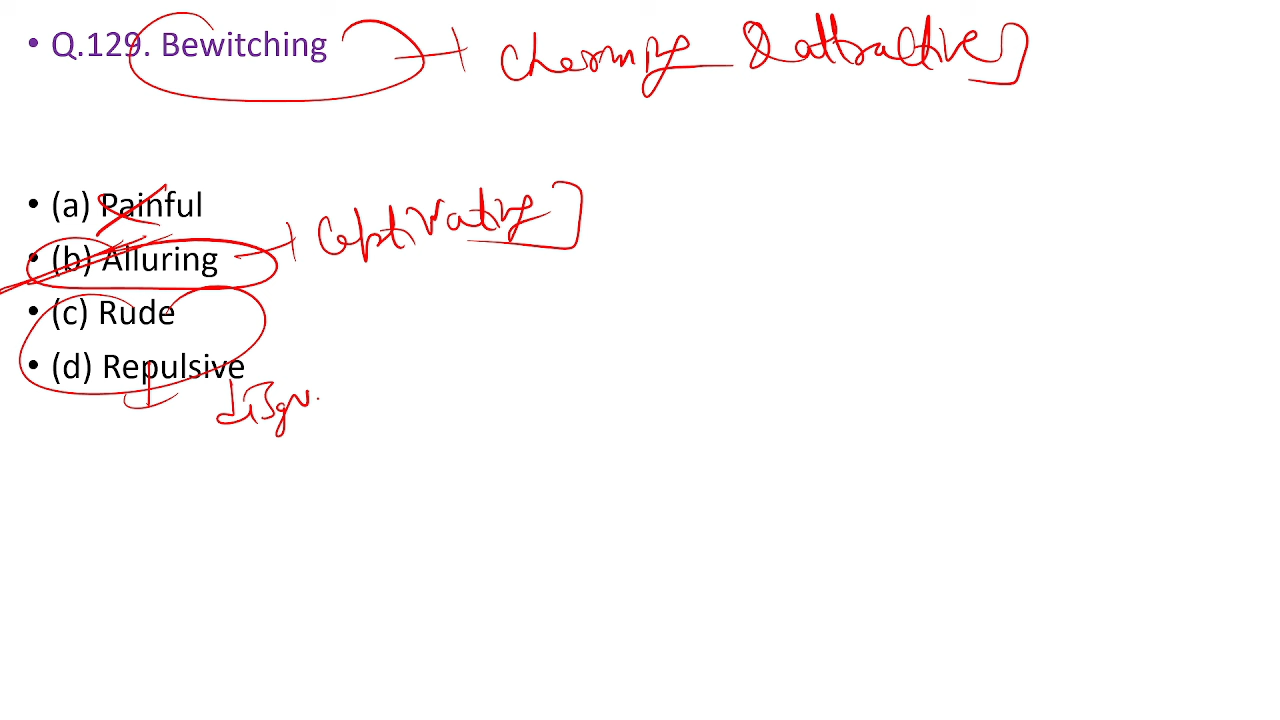 • Q.129. Bewitching + Charming & attractive]
• (a) Painful
• (b) Alluring + Captivating]
• (c) Rude
• (d) Repulsive